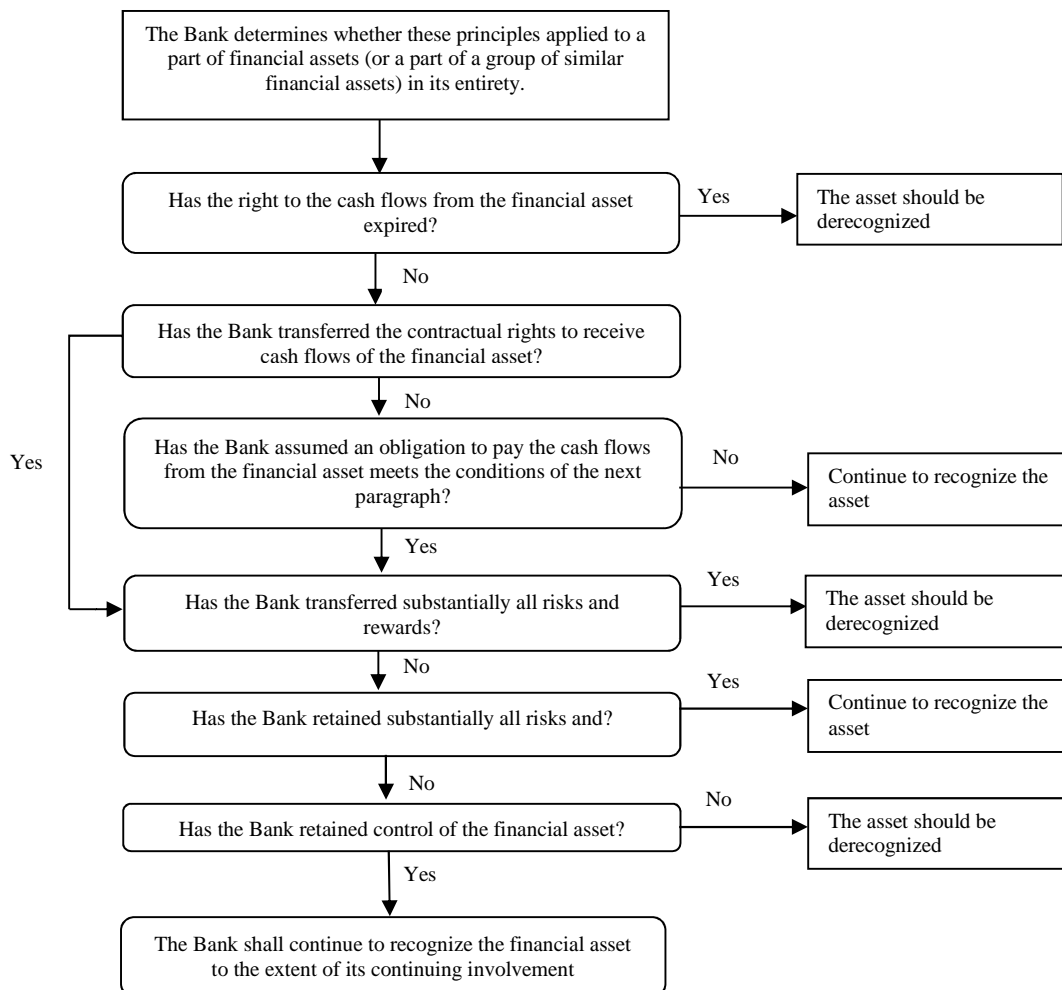 The Bank determines whether these principles applied to a
part of financial assets (or a part of a group of similar
financial assets) in its entirety.
Has the right to the cash flows from the financial asset
expired?
Yes
The asset should be
derecognized
No
Has the Bank transferred the contractual rights to receive
cash flows of the financial asset?
No
Yes
Has the Bank assumed an obligation to pay the cash flows
from the financial asset meets the conditions of the next
paragraph?
No
Continue to recognize the
asset
Yes
Has the Bank transferred substantially all risks and
rewards?
Yes
The asset should be
derecognized
No
Has the Bank retained substantially all risks and?
Yes
Continue to recognize the
asset
No
Has the Bank retained control of the financial asset?
No
The asset should be
derecognized
Yes
The Bank shall continue to recognize the financial asset
to the extent of its continuing involvement